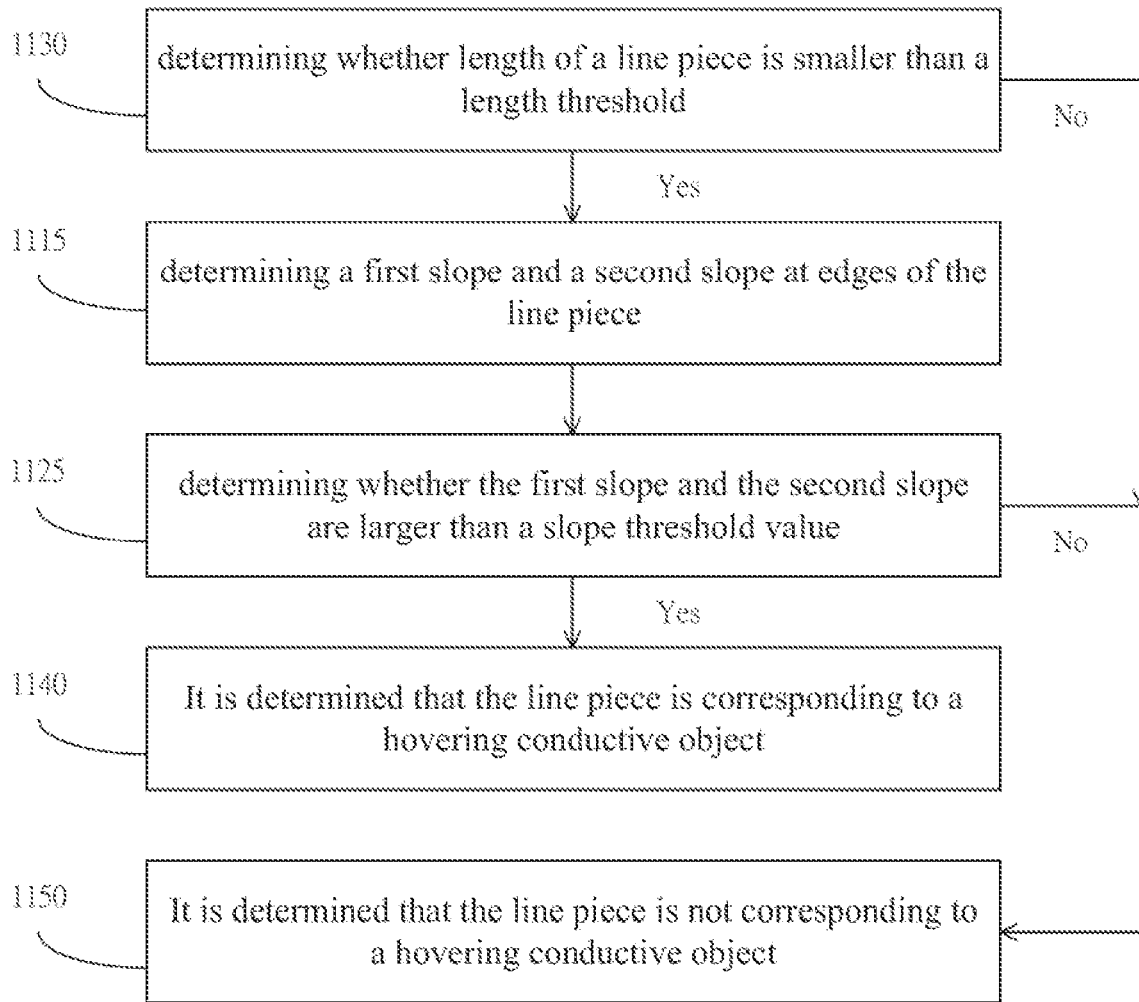 1130
determining whether length of a line piece is smaller than a
length threshold
No
Yes
1115
determining a first slope and a second slope at edges of the
line piece
1125
determining whether the first slope and the second slope
are larger than a slope threshold value
No
Yes
1140
It is determined that the line piece is corresponding to a
hovering conductive object
1150
It is determined that the line piece is not corresponding to
a hovering conductive object